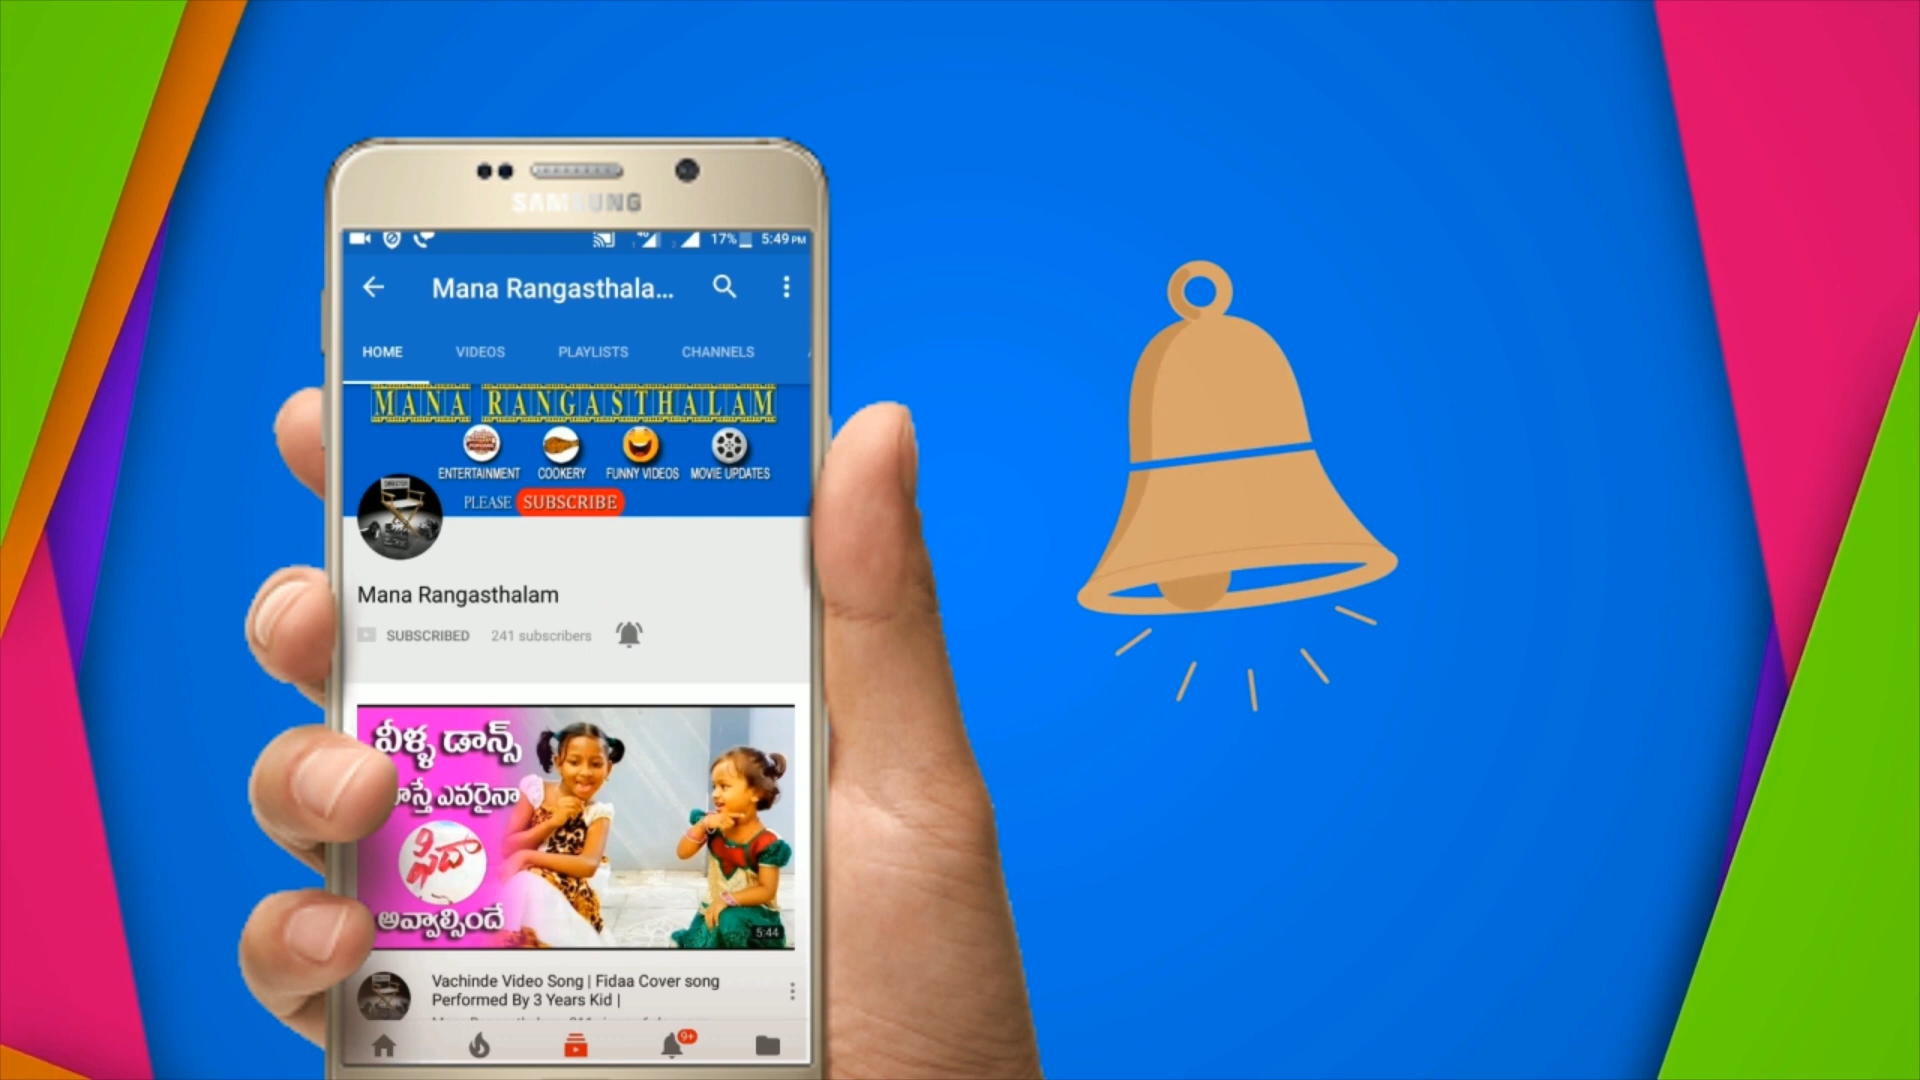 SAMSUNG
17% 5:49 PM
Mana Rangasthala...
HOME VIDEOS PLAYLISTS CHANNELS
MANA RANGASTHALAM
ENTERTAINMENT COOKERY FUNNY VIDEOS MOVIE UPDATES
PLEASE SUBSCRIBE
DIRECTOR
Mana Rangasthalam
SUBSCRIBED 241 subscribers
వీళ్ళ డాన్స్
ఎవరైనా
ఫిదా
అవ్వాల్సిందే
5:44
Vachinde Video Song | Fidaa Cover song
Performed By 3 Years Kid |
9+